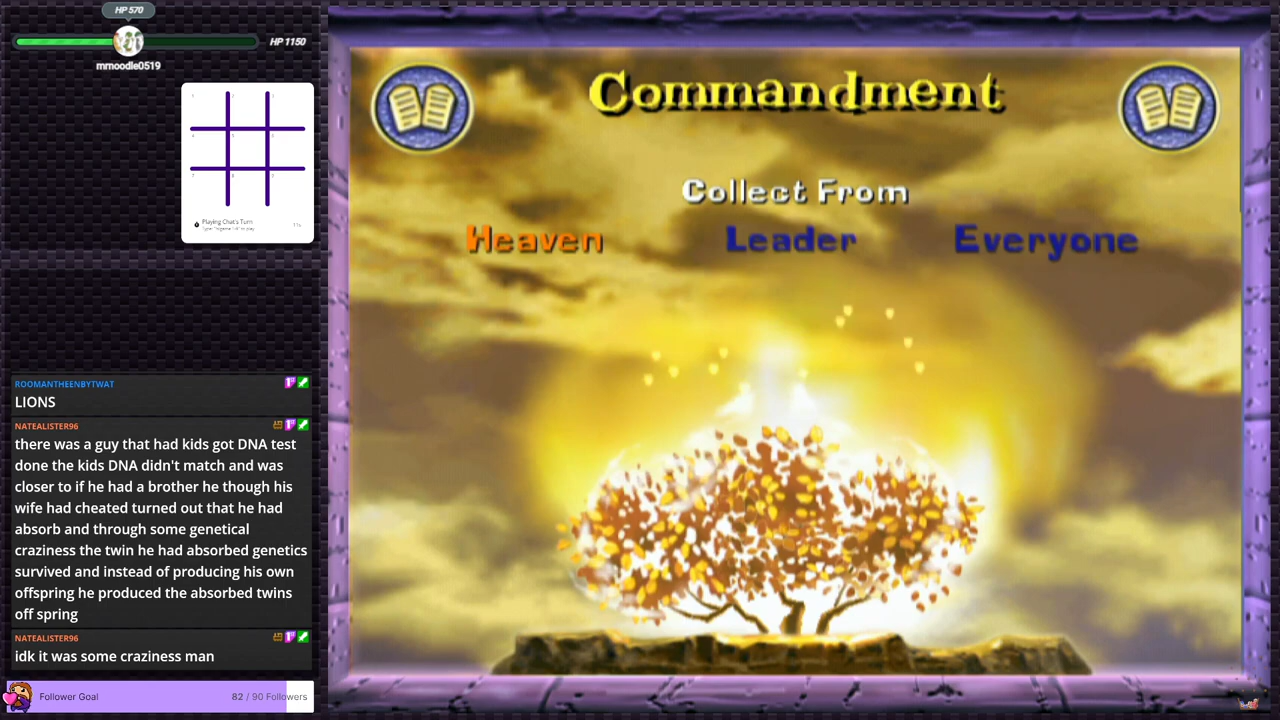 HP 570
HP 1150
mmoodle0519
Playing Chat's Turn
ROOMANTHEENBYTWAT
LIONS
NATEALISTER96
there was a guy that had kids got DNA test
done the kids DNA didn't match and was
closer to if he had a brother he though his
wife had cheated turned out that he had
absorb and through some genetical
craziness the twin he had absorbed genetics
survived and instead of producing his own
offspring he produced the absorbed twins
off spring
NATEALISTER96
idk it was some craziness man
Follower Goal 82 / 90 Followers
Commandment
Collect From
Heaven Leader Everyone